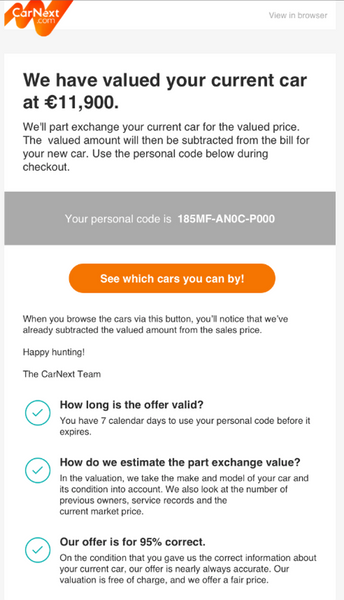 CarNext
.com
View in browser
We have valued your current car
at €11,900.
We'll part exchange your current car for the valued price.
The valued amount will then be subtracted from the bill for
your new car. Use the personal code below during
checkout.
Your personal code is 185MF-AN0C-P000
See which cars you can by!
When you browse the cars via this button, you'll notice that we've
already subtracted the valued amount from the sales price.
Happy hunting!
The CarNext Team
How long is the offer valid?
You have 7 calendar days to use your personal code before it
expires.
How do we estimate the part exchange value?
In the valuation, we take the make and model of your car and
its condition into account. We also look at the number of
previous owners, service records and the
current market price.
Our offer is for 95% correct.
On the condition that you gave us the correct information about
your current car, our offer is nearly always accurate. Our
valuation is free of charge, and we offer a fair price.